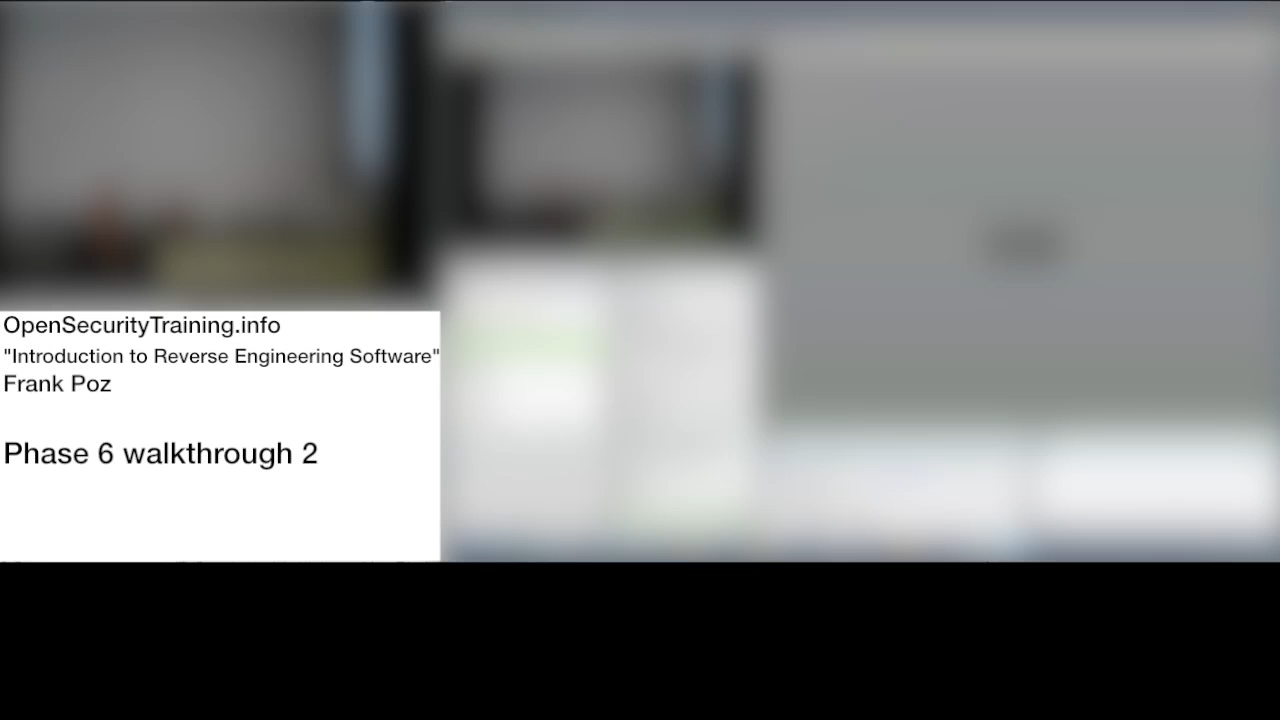 OpenSecurityTraining.info
"Introduction to Reverse Engineering Software"
Frank Poz
Phase 6 walkthrough 2